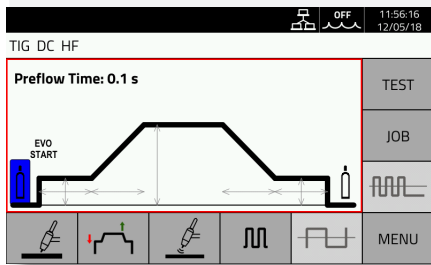 OFF
11:56:16
12/05/18
TIG DC HF
Preflow Time: 0.1 s
TEST
EVO
START
JOB
MENU